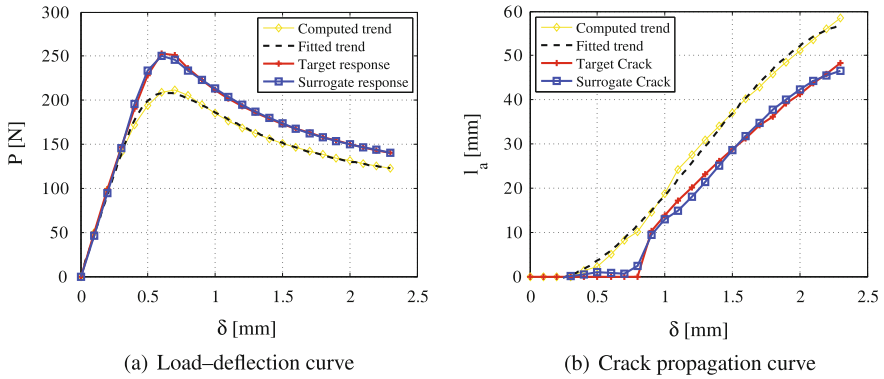 300
250
200
150
100
50
0
P [N]
0
0.5
1
1.5
2
2.5
δ [mm]
Computed trend
Fitted trend
Target response
Surrogate response
(a) Load–deflection curve
60
50
40
30
20
10
0
l_a [mm]
0
0.5
1
1.5
2
2.5
δ [mm]
Computed trend
Fitted trend
Target Crack
Surrogate Crack
(b) Crack propagation curve